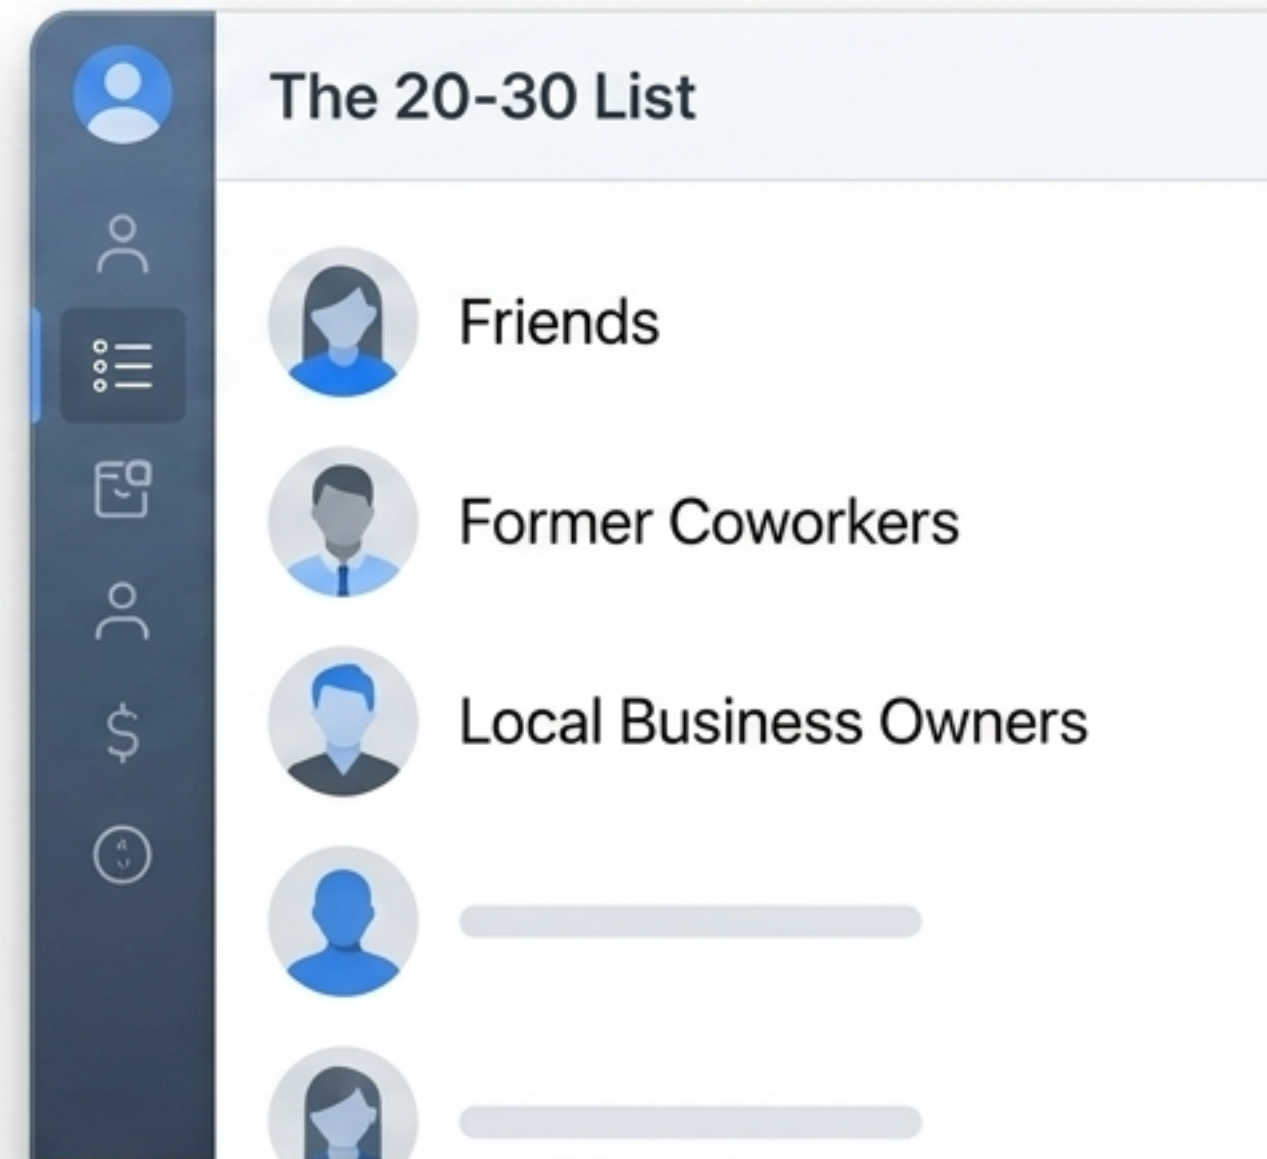 The 20-30 List
Friends
Former Coworkers
Local Business Owners
$